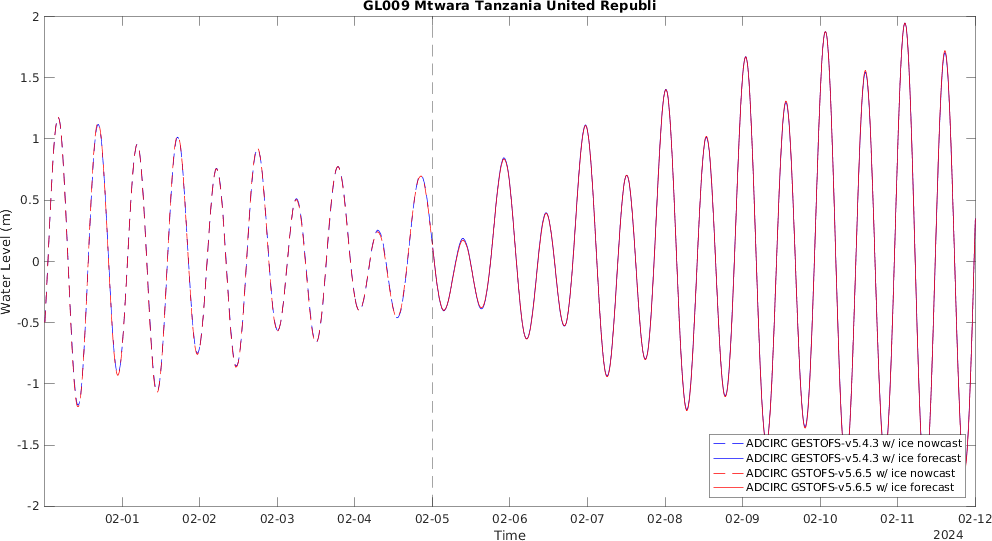 GL009 Mtwara Tanzania United Republi
2
1.5
1
0.5
0
-0.5
-1
-1.5
-2
Water Level (m)
ADCIRC GESTOFS-v5.4.3 w/ ice nowcast
ADCIRC GESTOFS-v5.4.3 w/ ice forecast
ADCIRC GSTOFS-v5.6.5 w/ ice nowcast
ADCIRC GSTOFS-v5.6.5 w/ ice forecast
02-01 02-02 02-03 02-04 02-05 02-06 02-07 02-08 02-09 02-10 02-11 02-12
Time
2024